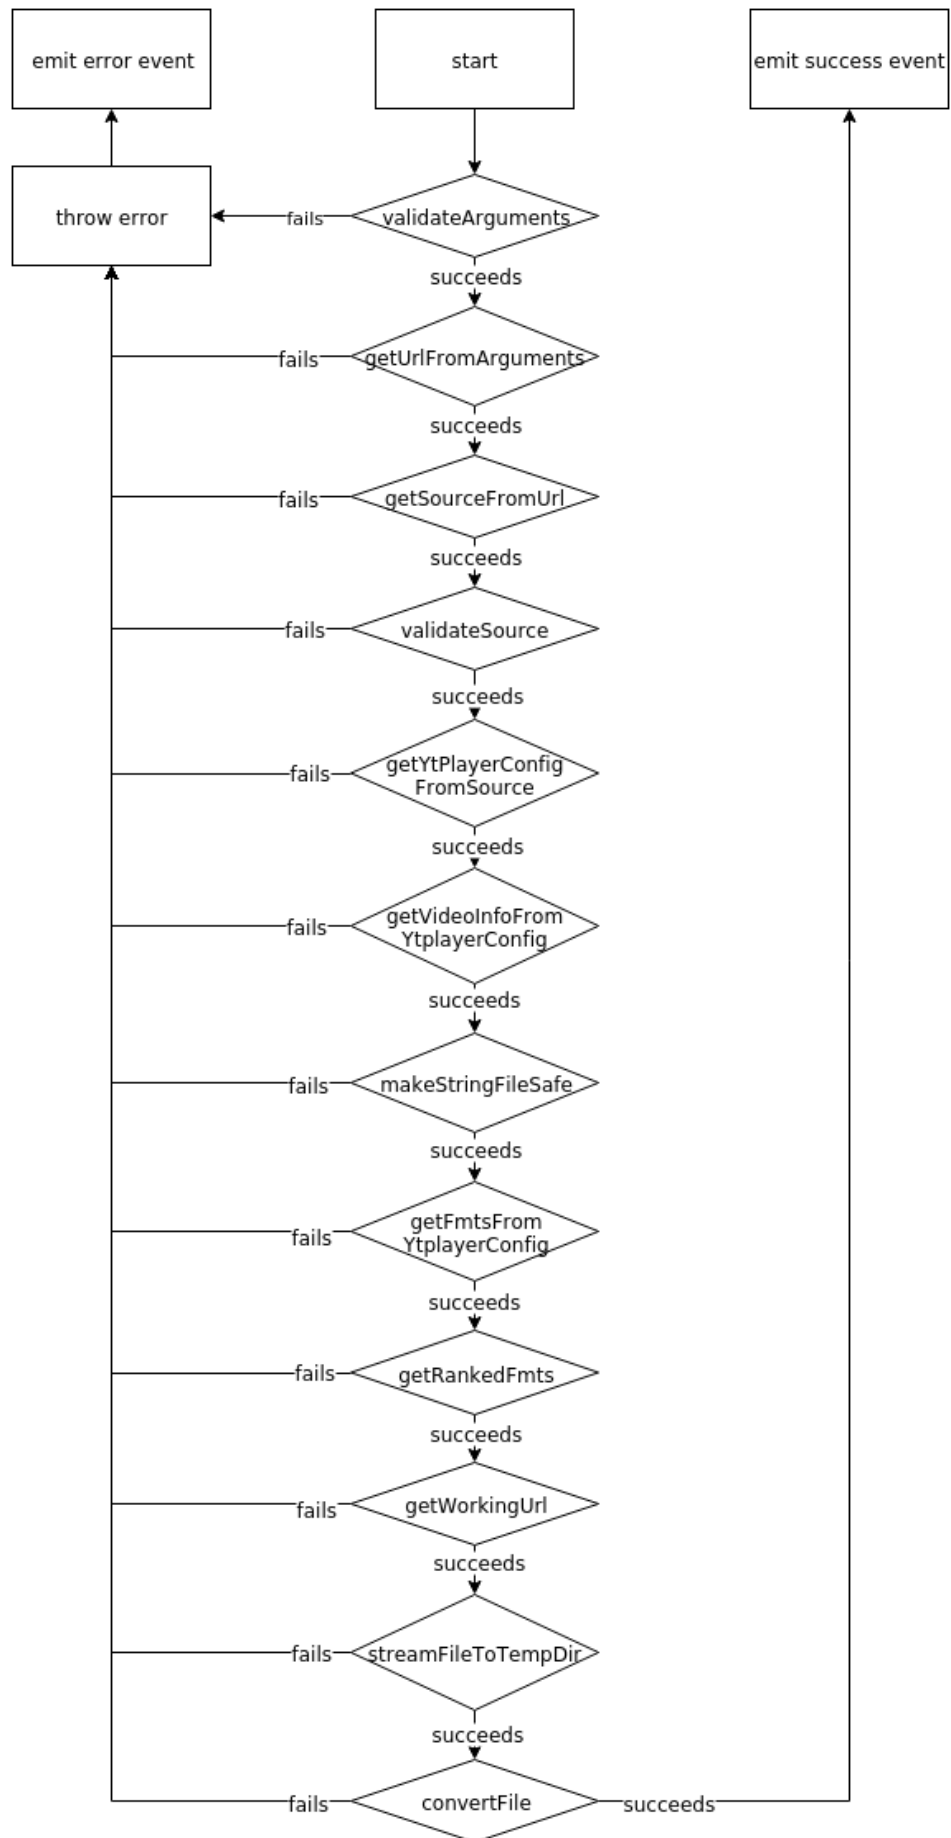 emit error event
start
emit success event
throw error
fails
validateArguments
succeeds
fails
getUrlFromArguments
succeeds
fails
getSourceFromUrl
succeeds
fails
validateSource
succeeds
fails
getYtPlayerConfig
FromSource
succeeds
fails
getVideoInfoFrom
YtplayerConfig
succeeds
fails
makeStringFileSafe
succeeds
fails
getFmtsFrom
YtplayerConfig
succeeds
fails
getRankedFmts
succeeds
fails
getWorkingUrl
succeeds
fails
streamFileToTempDir
succeeds
fails
convertFile
succeeds